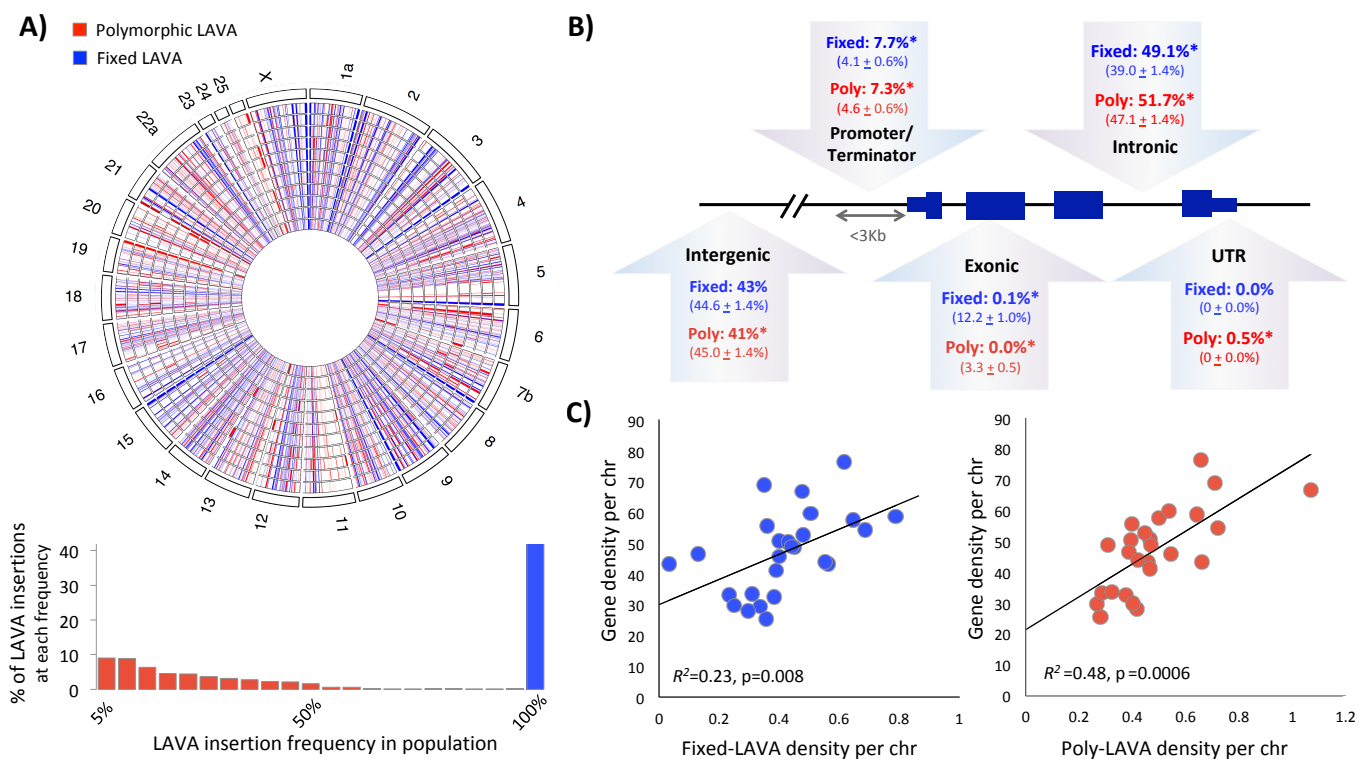 A)
Polymorphic LAVA
Fixed LAVA
X
1a
2
3
4
5
6
7b
8
9
10
11
12
13
14
15
16
17
18
19
20
21
22a
23
24
25
% of LAVA insertions
at each frequency
40
30
20
10
0
5%
50%
100%
LAVA insertion frequency in population
B)
Fixed: 7.7%*
(4.1 ± 0.6%)
Poly: 7.3%*
(4.6 ± 0.6%)
Promoter/
Terminator
Fixed: 49.1%*
(39.0 ± 1.4%)
Poly: 51.7%*
(47.1 ± 1.4%)
Intronic
<3Kb
Intergenic
Fixed: 43%
(44.6 ± 1.4%)
Poly: 41%*
(45.0 ± 1.4%)
Exonic
Fixed: 0.1%*
(12.2 ± 1.0%)
Poly: 0.0%*
(3.3 ± 0.5)
UTR
Fixed: 0.0%
(0 ± 0.0%)
Poly: 0.5%*
(0 ± 0.0%)
C)
Gene density per chr
90
80
70
60
50
40
30
20
10
0
R²=0.23, p=0.008
0 0.2 0.4 0.6 0.8 1
Fixed-LAVA density per chr
Gene density per chr
90
80
70
60
50
40
30
20
10
0
R²=0.48, p=0.0006
0 0.2 0.4 0.6 0.8 1 1.2
Poly-LAVA density per chr